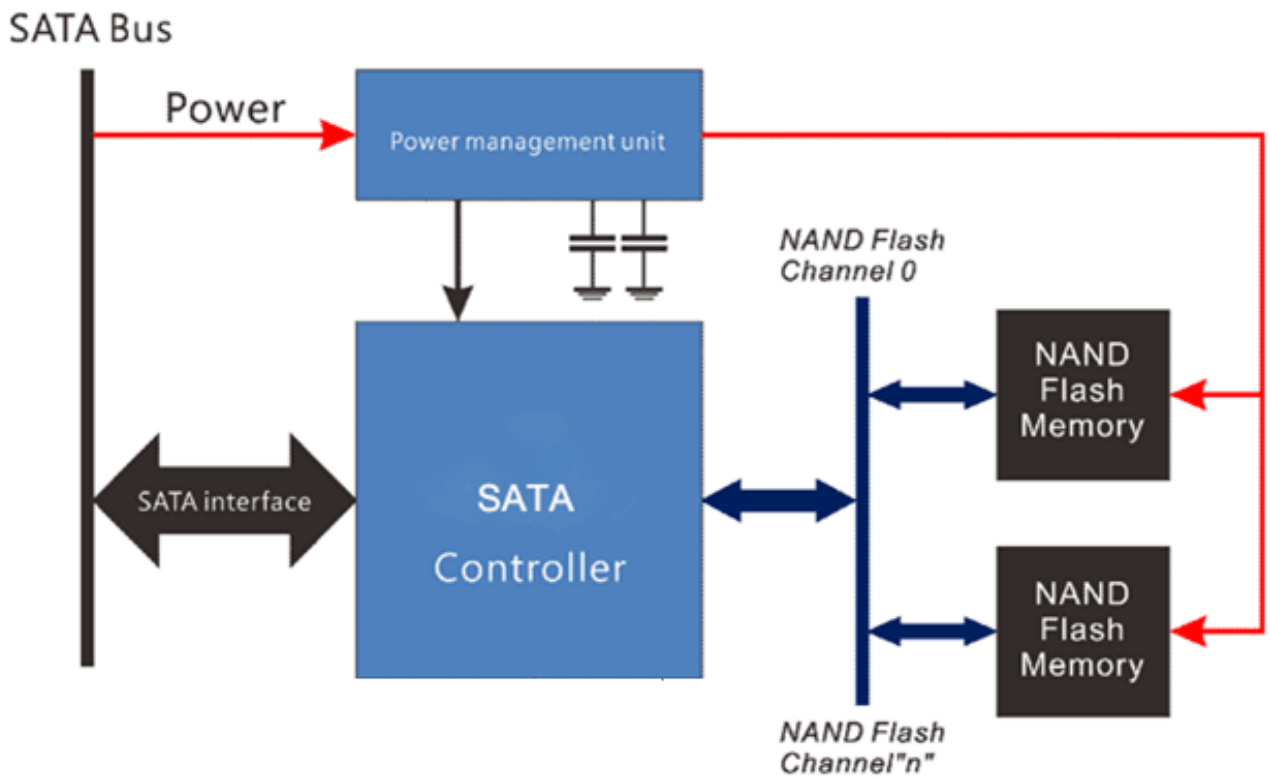 SATA Bus
Power
Power management unit
NAND Flash
Channel 0
NAND
Flash
Memory
SATA interface
SATA
Controller
NAND
Flash
Memory
NAND Flash
Channel"n"